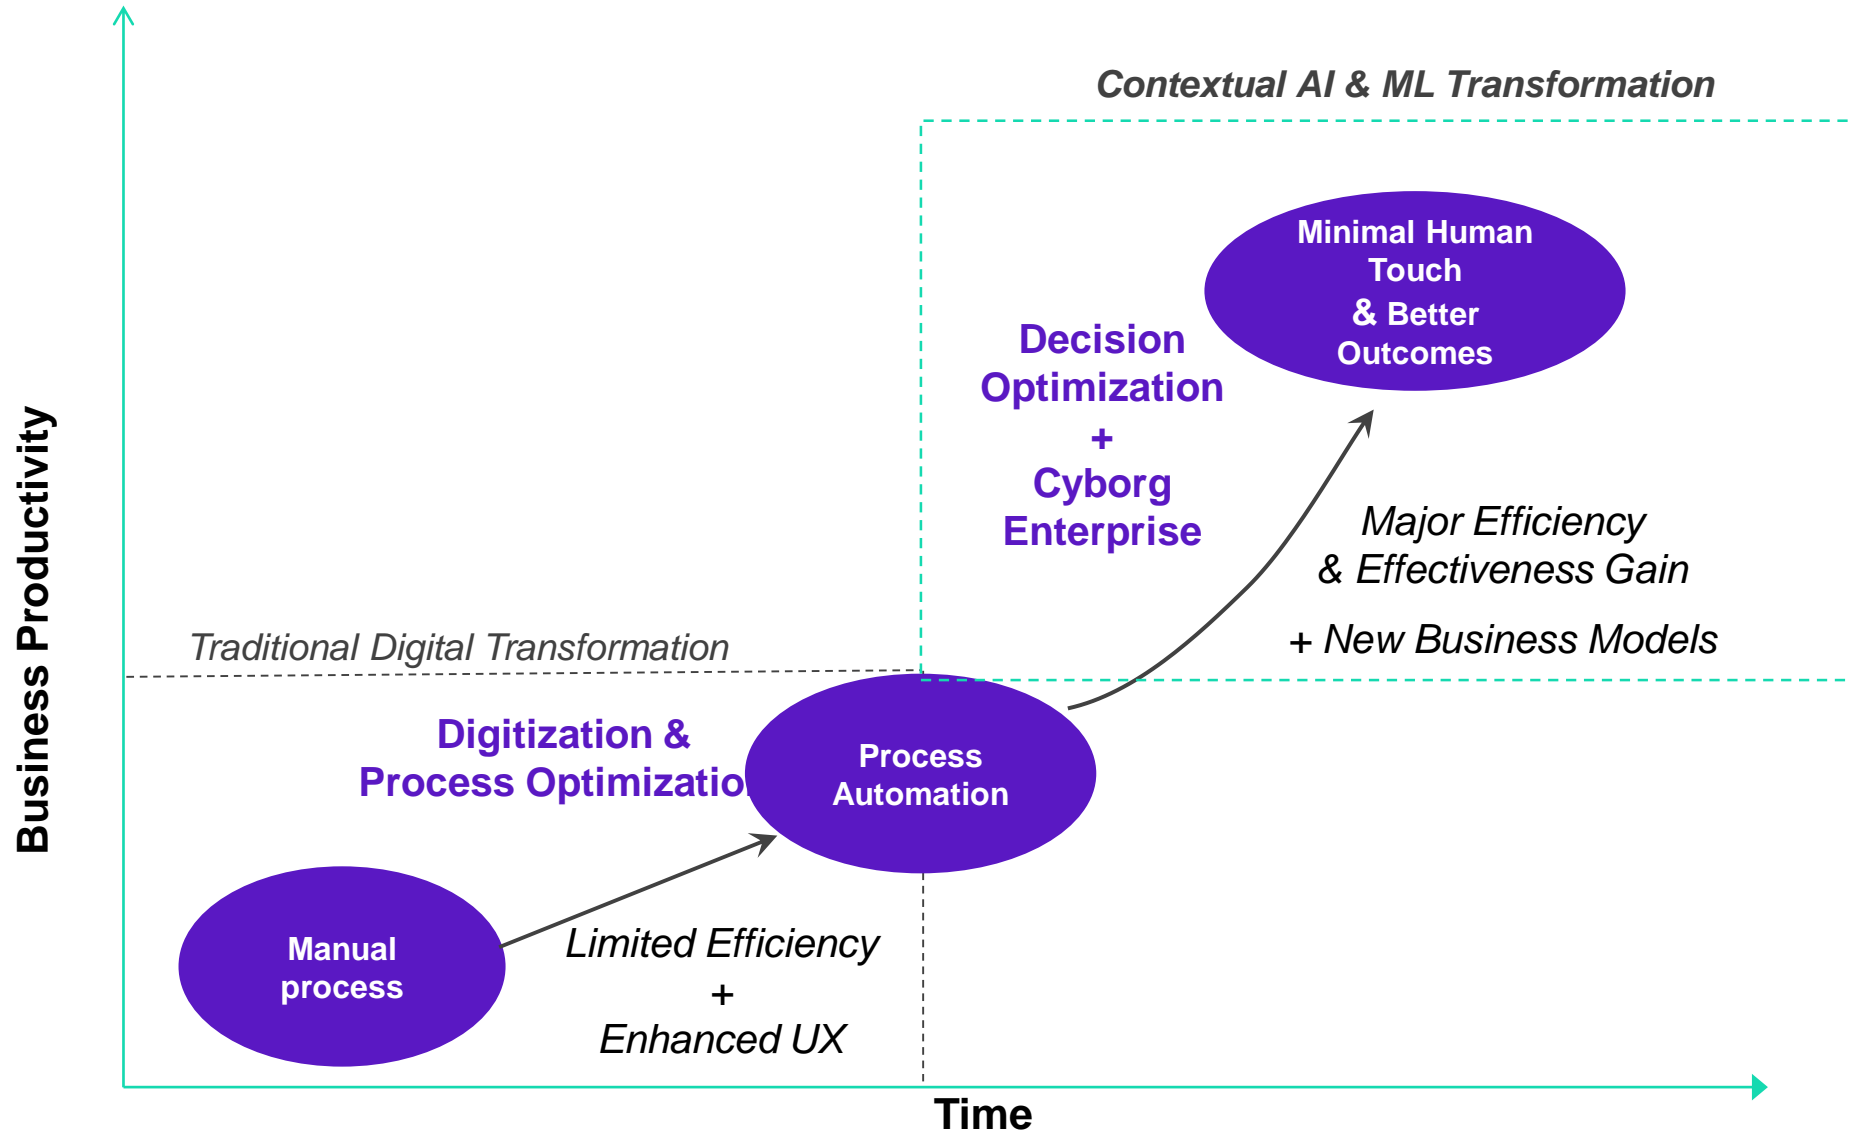 Contextual AI & ML Transformation
Minimal Human
Touch
& Better
Outcomes
Decision
Optimization
+
Cyborg
Enterprise
Major Efficiency
& Effectiveness Gain
+ New Business Models
Business Productivity
Traditional Digital Transformation
Digitization &
Process Optimizatio
Process
Automation
Manual
process
Limited Efficiency
+
Enhanced UX
Time